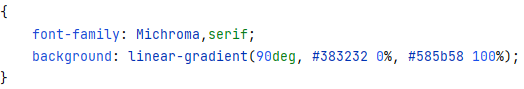 {
    font-family: Michroma,serif;
    background: linear-gradient(90deg, #383232 0%, #585b58 100%);
}